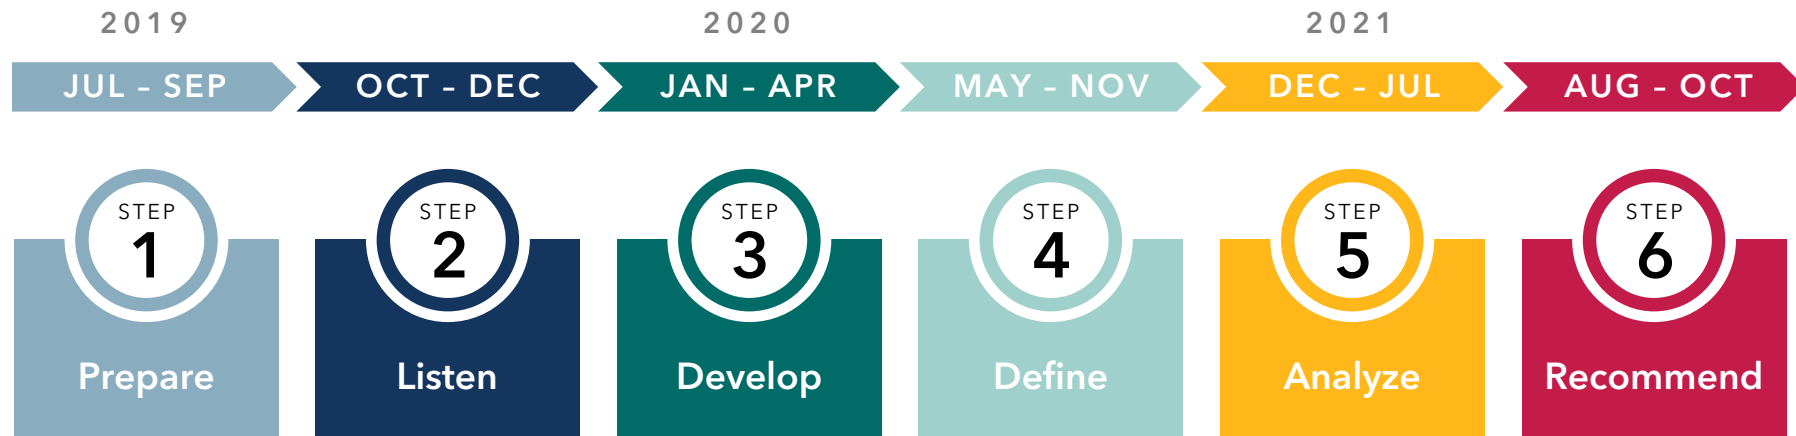 2019 2020 2021
JUL – SEP OCT – DEC JAN – APR MAY – NOV DEC – JUL AUG – OCT
STEP STEP STEP STEP STEP STEP
1 2 3 4 5 6
Prepare Listen Develop Define Analyze Recommend